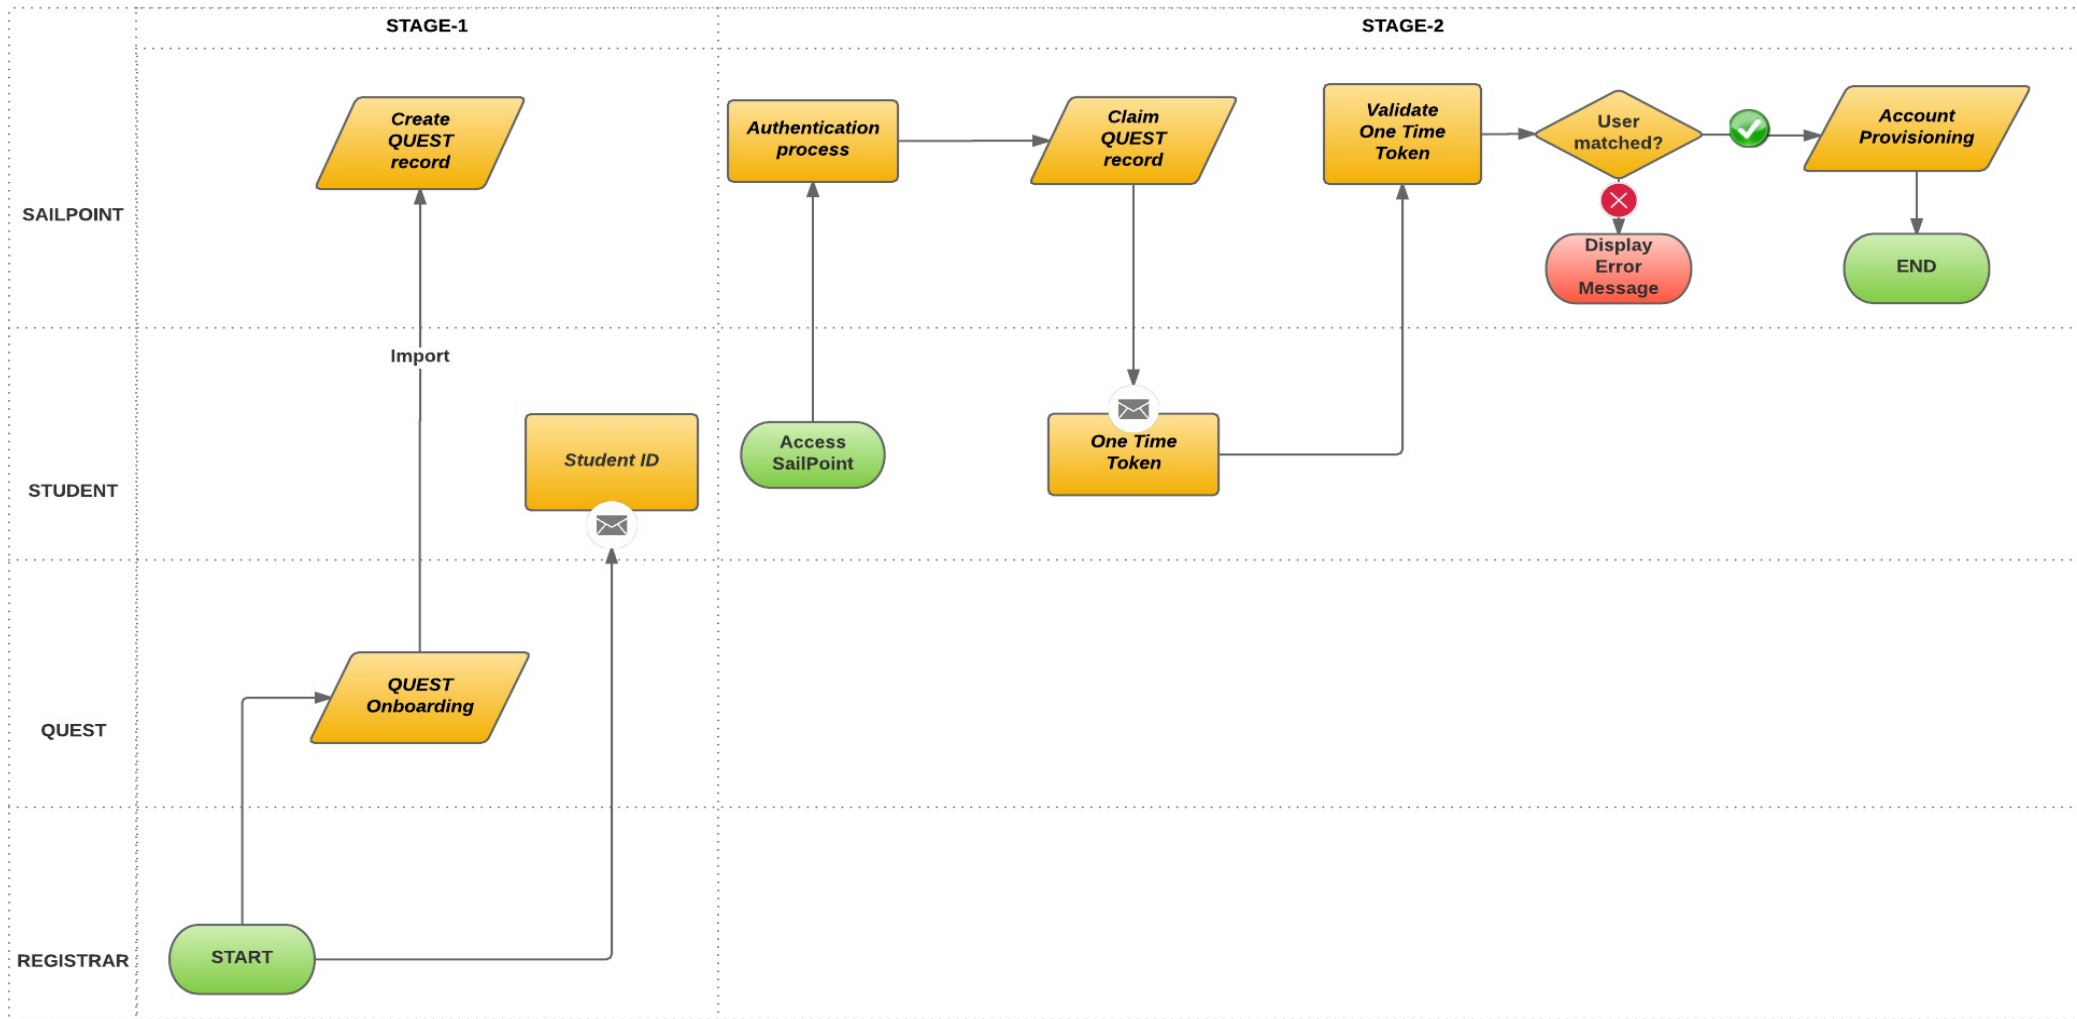 STAGE-1
STAGE-2
SAILPOINT
Create
QUEST
record
Authentication
process
Claim
QUEST
record
Validate
One Time
Token
User
matched?
Account
Provisioning
Display
Error
Message
END
STUDENT
Import
Student ID
Access
SailPoint
One Time
Token
QUEST
QUEST
Onboarding
REGISTRAR
START